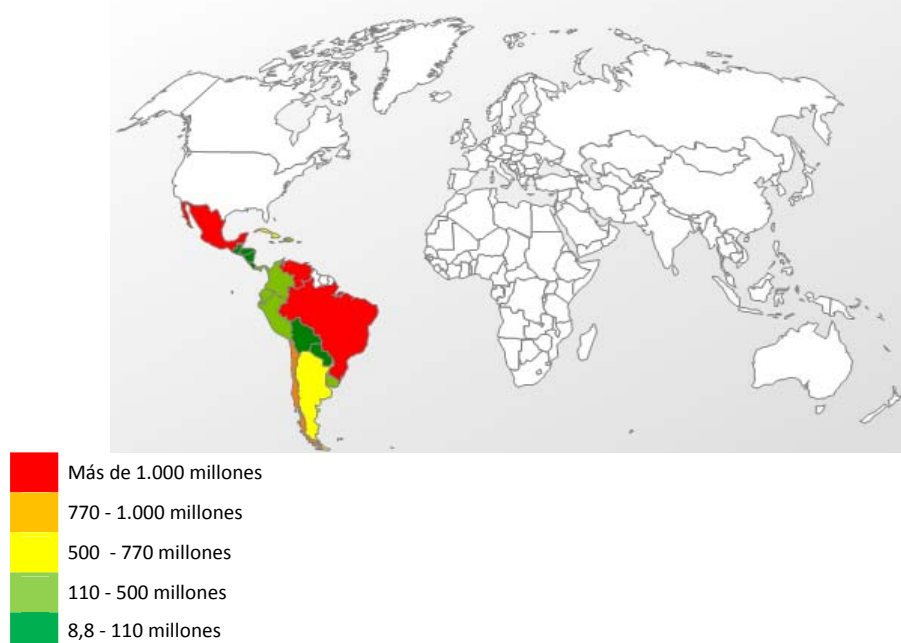 Más de 1.000 millones
770 - 1.000 millones
500 - 770 millones
110 - 500 millones
8,8 - 110 millones